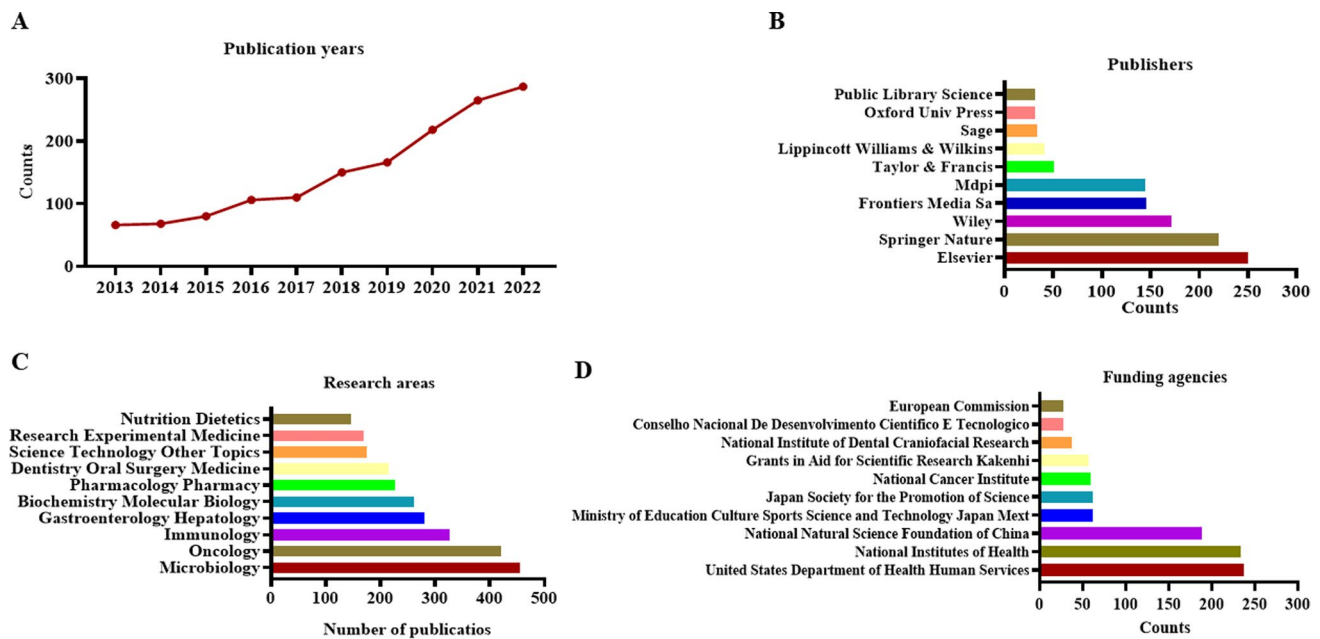 A
Publication years
Counts
300
200
100
0
2013 2014 2015 2016 2017 2018 2019 2020 2021 2022
B
Publishers
Public Library Science
Oxford Univ Press
Sage
Lippincott Williams & Wilkins
Taylor & Francis
Mdpi
Frontiers Media Sa
Wiley
Springer Nature
Elsevier
0 50 100 150 200 250 300
Counts
C
Research areas
Nutrition Dietetics
Research Experimental Medicine
Science Technology Other Topics
Dentistry Oral Surgery Medicine
Pharmacology Pharmacy
Biochemistry Molecular Biology
Gastroenterology Hepatology
Immunology
Oncology
Microbiology
0 100 200 300 400 500
Number of publicatios
D
Funding agencies
European Commission
Conselho Nacional De Desenvolvimento Cientifico E Tecnologico
National Institute of Dental Craniofacial Research
Grants in Aid for Scientific Research Kakenhi
National Cancer Institute
Japan Society for the Promotion of Science
Ministry of Education Culture Sports Science and Technology Japan Mext
National Natural Science Foundation of China
National Institutes of Health
United States Department of Health Human Services
0 50 100 150 200 250 300
Counts